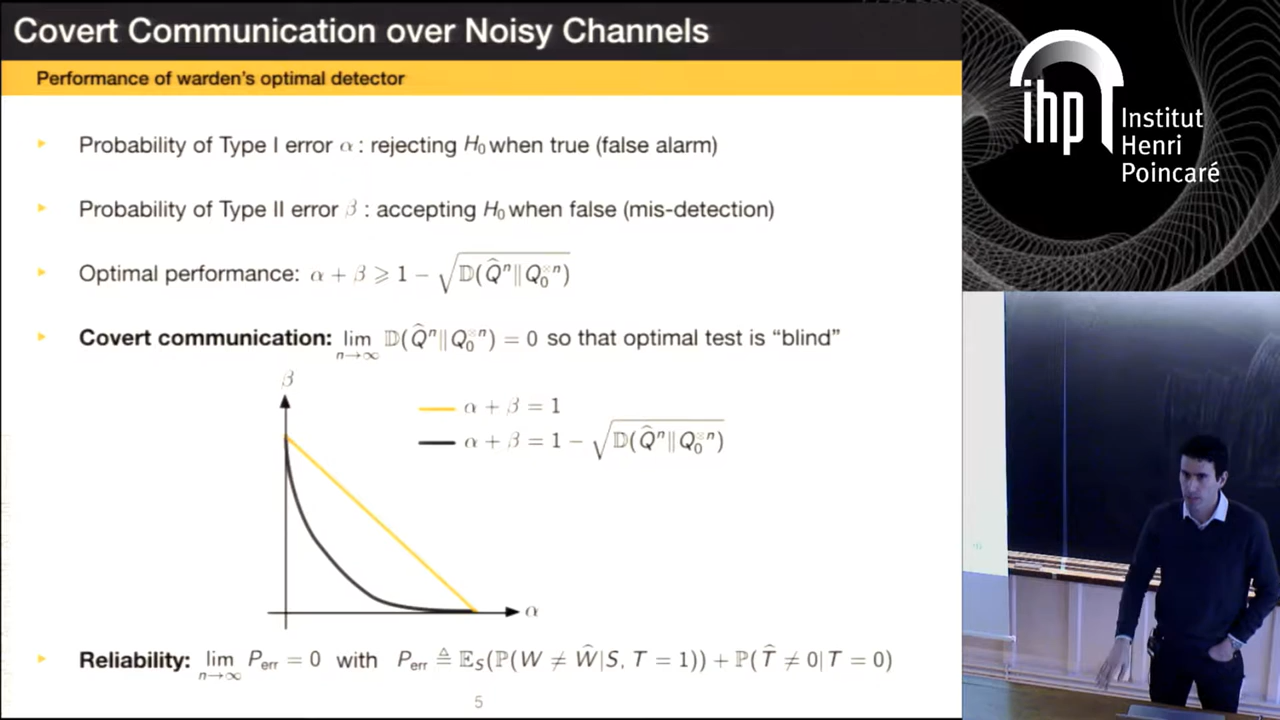 Covert Communication over Noisy Channels
Performance of warden's optimal detector
Probability of Type I error α : rejecting H₀ when true (false alarm)
Probability of Type II error β : accepting H₀ when false (mis-detection)
Optimal performance: α + β ⩾ 1 − √𝔻(Q̂ⁿ‖Q₀^{×n})
Covert communication: lim_{n→∞} 𝔻(Q̂ⁿ‖Q₀^{×n}) = 0 so that optimal test is "blind"
β
α + β = 1
α + β = 1 − √𝔻(Q̂ⁿ‖Q₀^{×n})
α
Reliability: lim_{n→∞} P_err = 0 with P_err ≜ 𝔼_S(ℙ(W ≠ Ŵ|S, T = 1)) + ℙ(T̂ ≠ 0|T = 0)
5
ihp
Institut
Henri
Poincaré